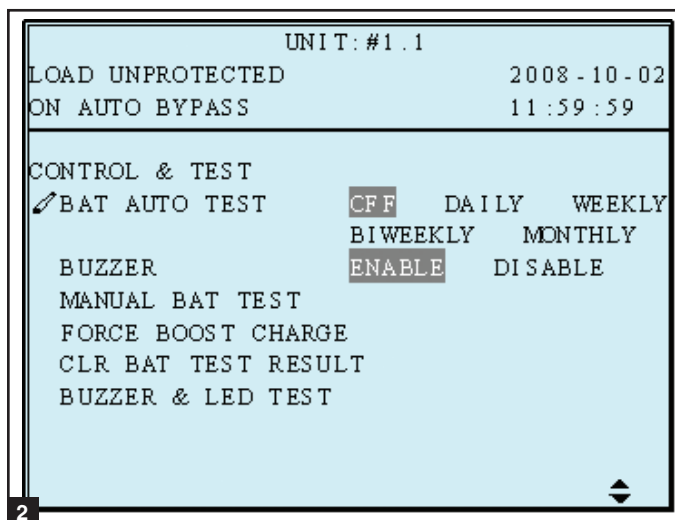 UNIT:#1.1
LOAD UNPROTECTED 2008-10-02
ON AUTO BYPASS 11:59:59
CONTROL & TEST
BAT AUTO TEST CFF DAILY WEEKLY
BIWEEKLY MONTHLY
BUZZER ENABLE DISABLE
MANUAL BAT TEST
FORCE BOOST CHARGE
CLR BAT TEST RESULT
BUZZER & LED TEST
2